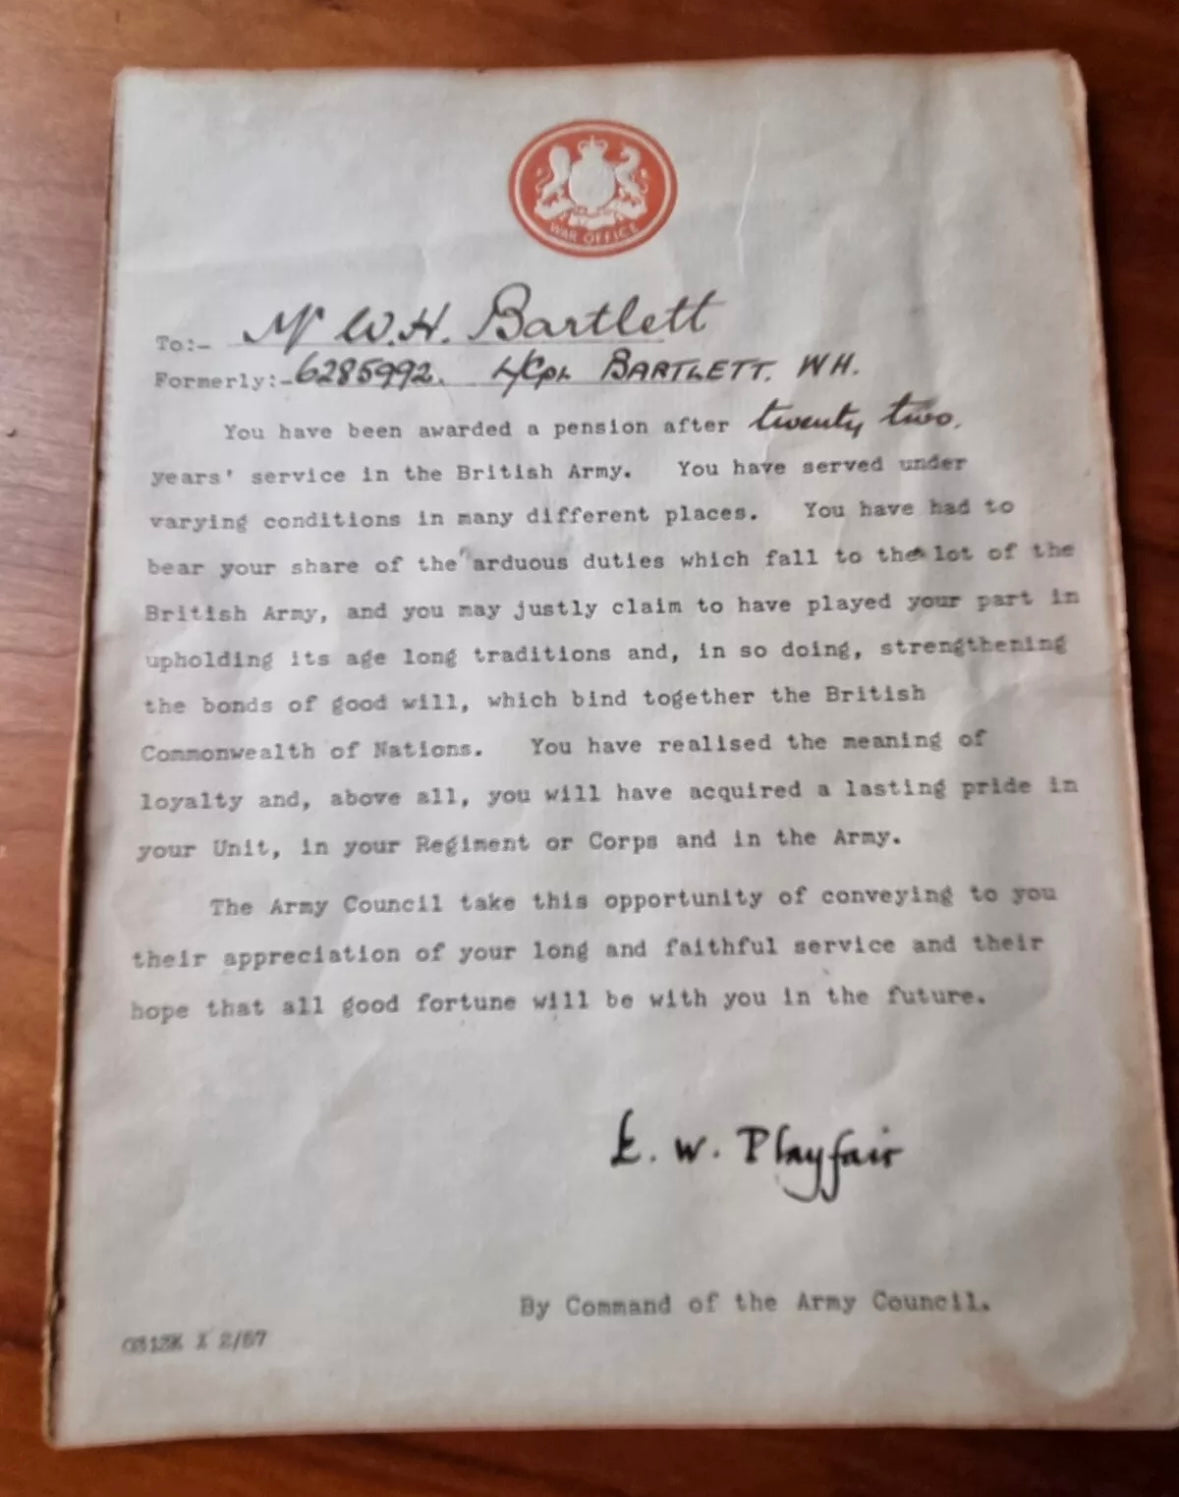 WAR OFFICE
To:- Mr W.H. Bartlett
Formerly:- 6285992. L/Cpl BARTLETT. WH.
You have been awarded a pension after twenty two.
years' service in the British Army. You have served under
varying conditions in many different places. You have had to
bear your share of the arduous duties which fall to the lot of the
British Army, and you may justly claim to have played your part in
upholding its age long traditions and, in so doing, strengthening
the bonds of good will, which bind together the British
Commonwealth of Nations. You have realised the meaning of
loyalty and, above all, you will have acquired a lasting pride in
your Unit, in your Regiment or Corps and in the Army.
The Army Council take this opportunity of conveying to you
their appreciation of your long and faithful service and their
hope that all good fortune will be with you in the future.
E. W. Playfair
By Command of the Army Council.
2/57